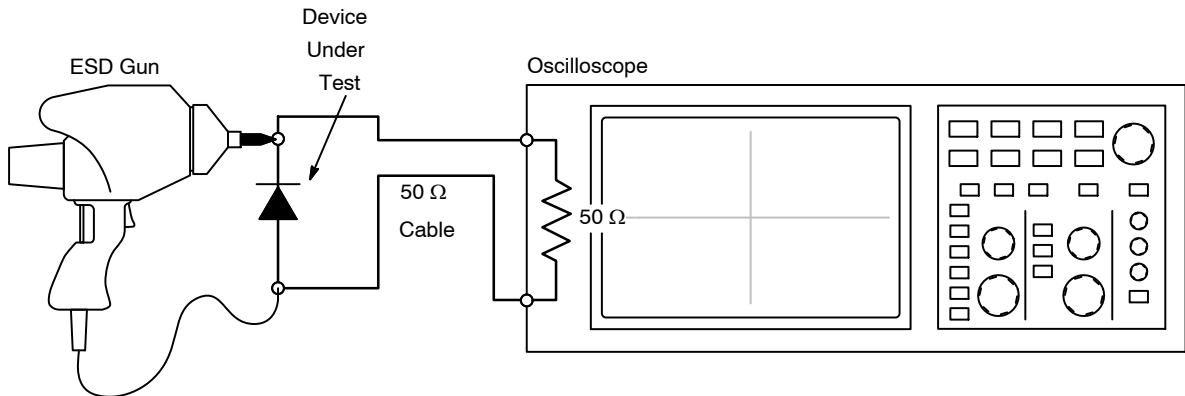 Device
Under
Test
ESD Gun
Oscilloscope
50 Ω
Cable
50 Ω